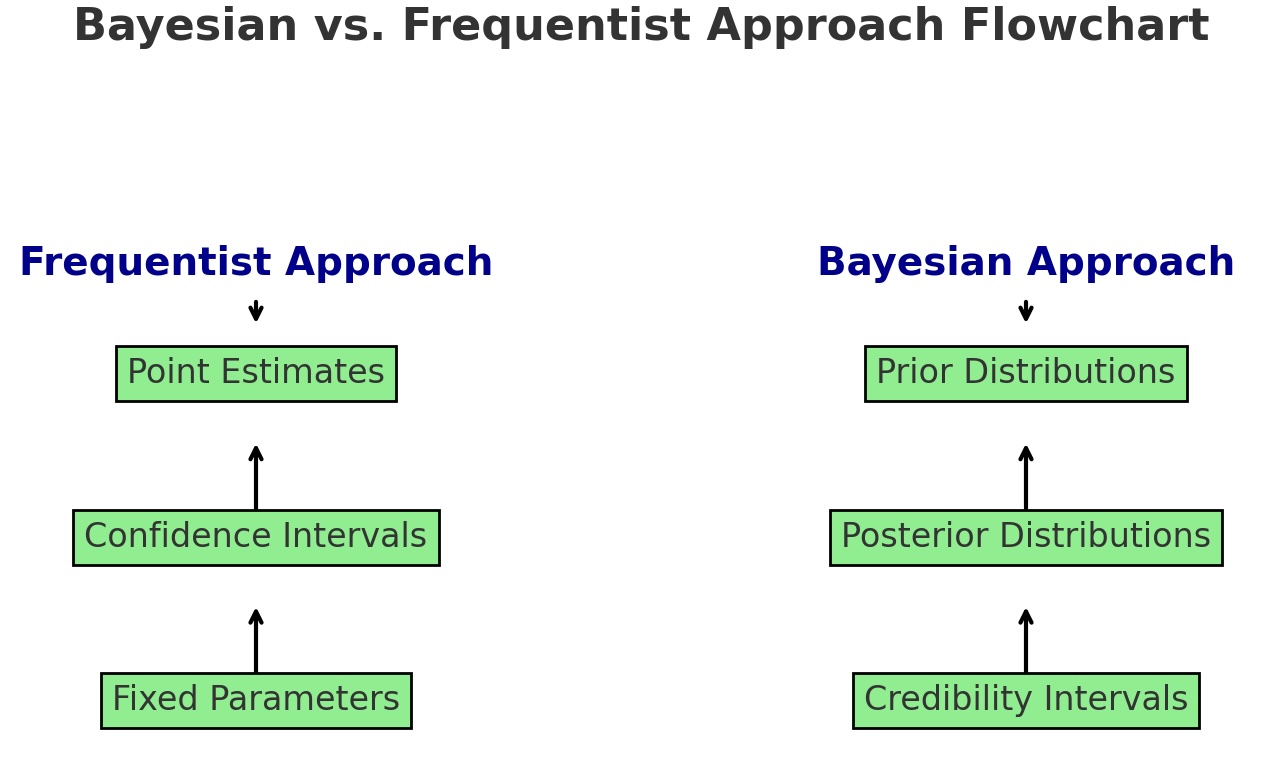 Bayesian vs. Frequentist Approach Flowchart
Frequentist Approach
Point Estimates
Confidence Intervals
Fixed Parameters
Bayesian Approach
Prior Distributions
Posterior Distributions
Credibility Intervals